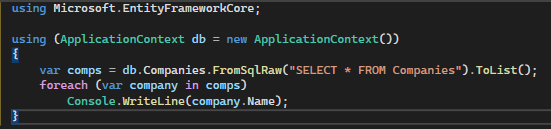 using Microsoft.EntityFrameworkCore;
using (ApplicationContext db = new ApplicationContext())
{
var comps = db.Companies.FromSqlRaw("SELECT * FROM Companies").ToList();
foreach (var company in comps)
Console.WriteLine(company.Name);
}